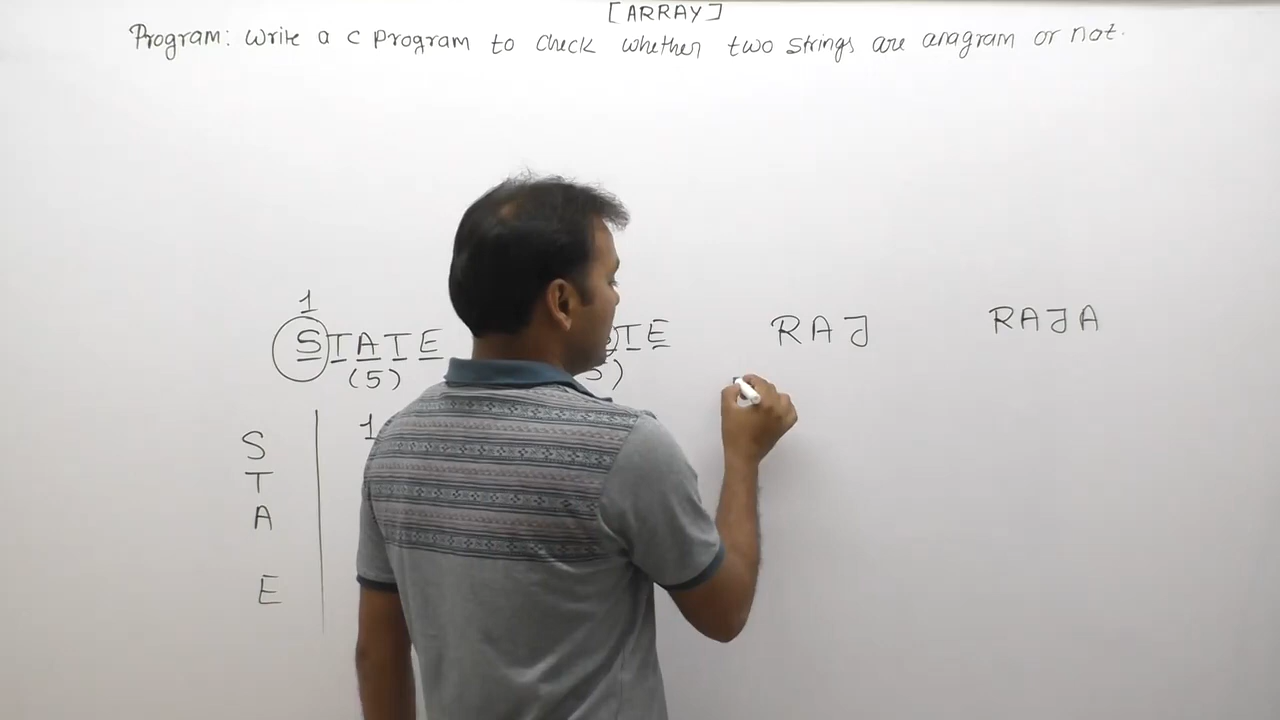 [ARRAY]
Program: Write a c program to check whether two strings are anagram or not.
1
STATE TE RAJ RAJA
(5) )
S 1
T
A
E